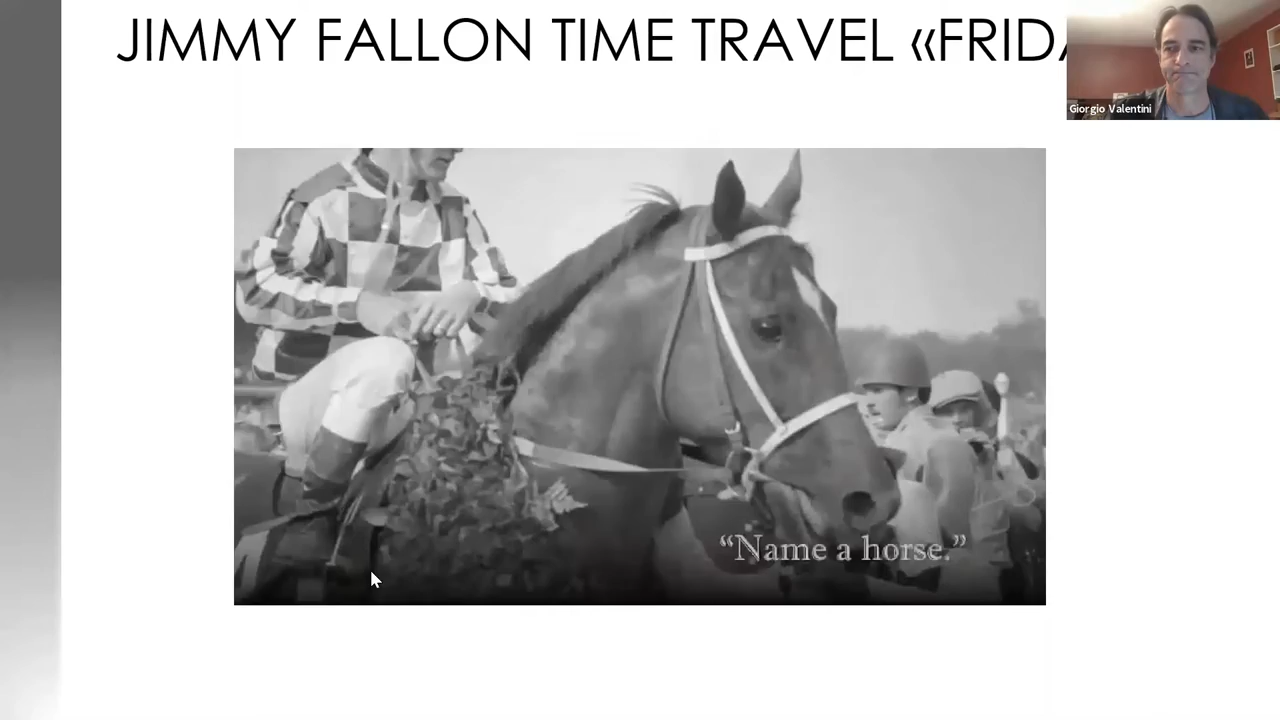 JIMMY FALLON TIME TRAVEL «FRIDA
Giorgio Valentini
“Name a horse.”